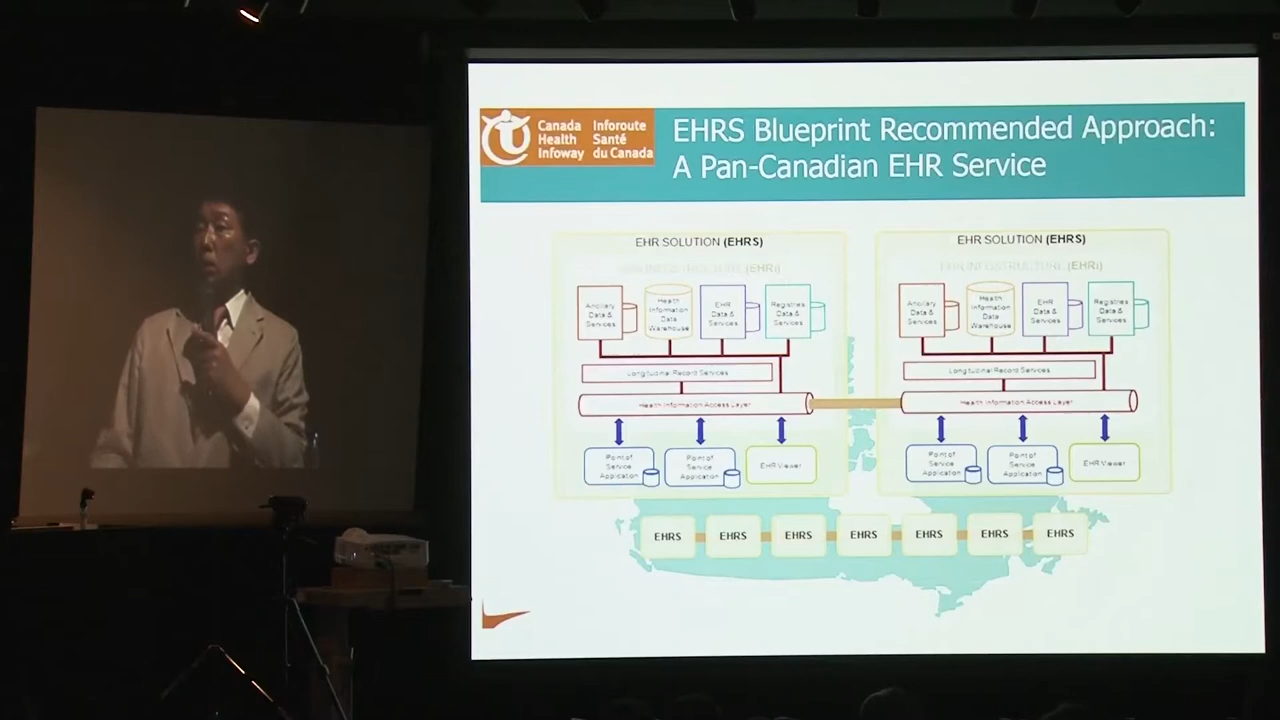 Canada Health Infoway
Inforoute Santé du Canada
EHRS Blueprint Recommended Approach:
A Pan-Canadian EHR Service
EHR SOLUTION (EHRS)
(EHRi)
Ancillary Data & Services
Health Information Data Warehouse
EHR Data & Services
Registries Data & Services
Longitudinal Record Services
Health Information Access Layer
Point of Service Application
Point of Service Application
EHR Viewer
EHR SOLUTION (EHRS)
(EHRi)
Ancillary Data & Services
Health Information Data Warehouse
EHR Data & Services
Registries Data & Services
Longitudinal Record Services
Health Information Access Layer
Point of Service Application
Point of Service Application
EHR Viewer
EHRS EHRS EHRS EHRS EHRS EHRS EHRS